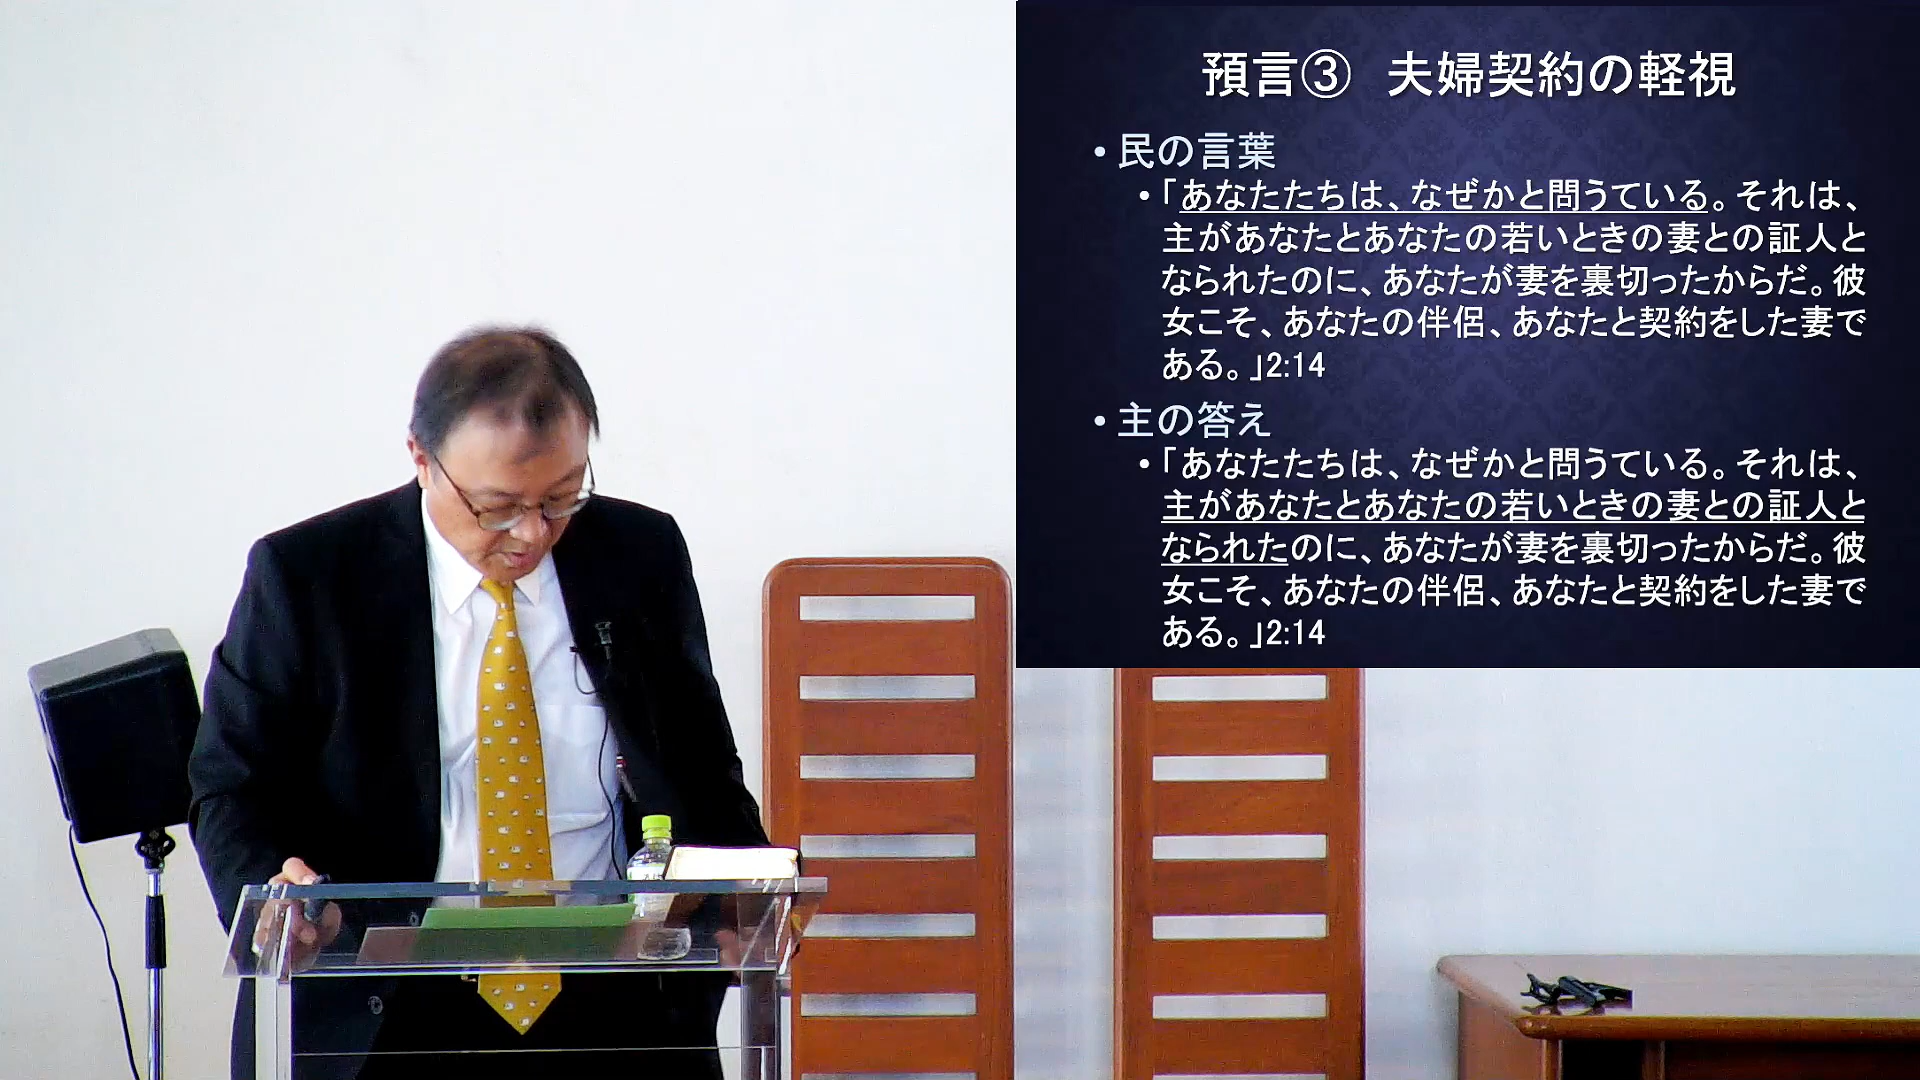 預言③ 夫婦契約の軽視
• 民の言葉
• 「あなたたちは、なぜかと問うている。それは、
主があなたとあなたの若いときの妻との証人と
なられたのに、あなたが妻を裏切ったからだ。彼
女こそ、あなたの伴侶、あなたと契約をした妻で
ある。」2:14
• 主の答え
• 「あなたたちは、なぜかと問うている。それは、
主があなたとあなたの若いときの妻との証人と
なられたのに、あなたが妻を裏切ったからだ。彼
女こそ、あなたの伴侶、あなたと契約をした妻で
ある。」2:14